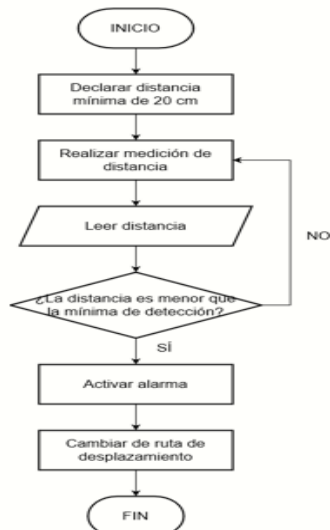 INICIO
Declarar distancia
mínima de 20 cm
Realizar medición de
distancia
Leer distancia
NO
¿La distancia es menor que
la mínima de detección?
SÍ
Activar alarma
Cambiar de ruta de
desplazamiento
FIN